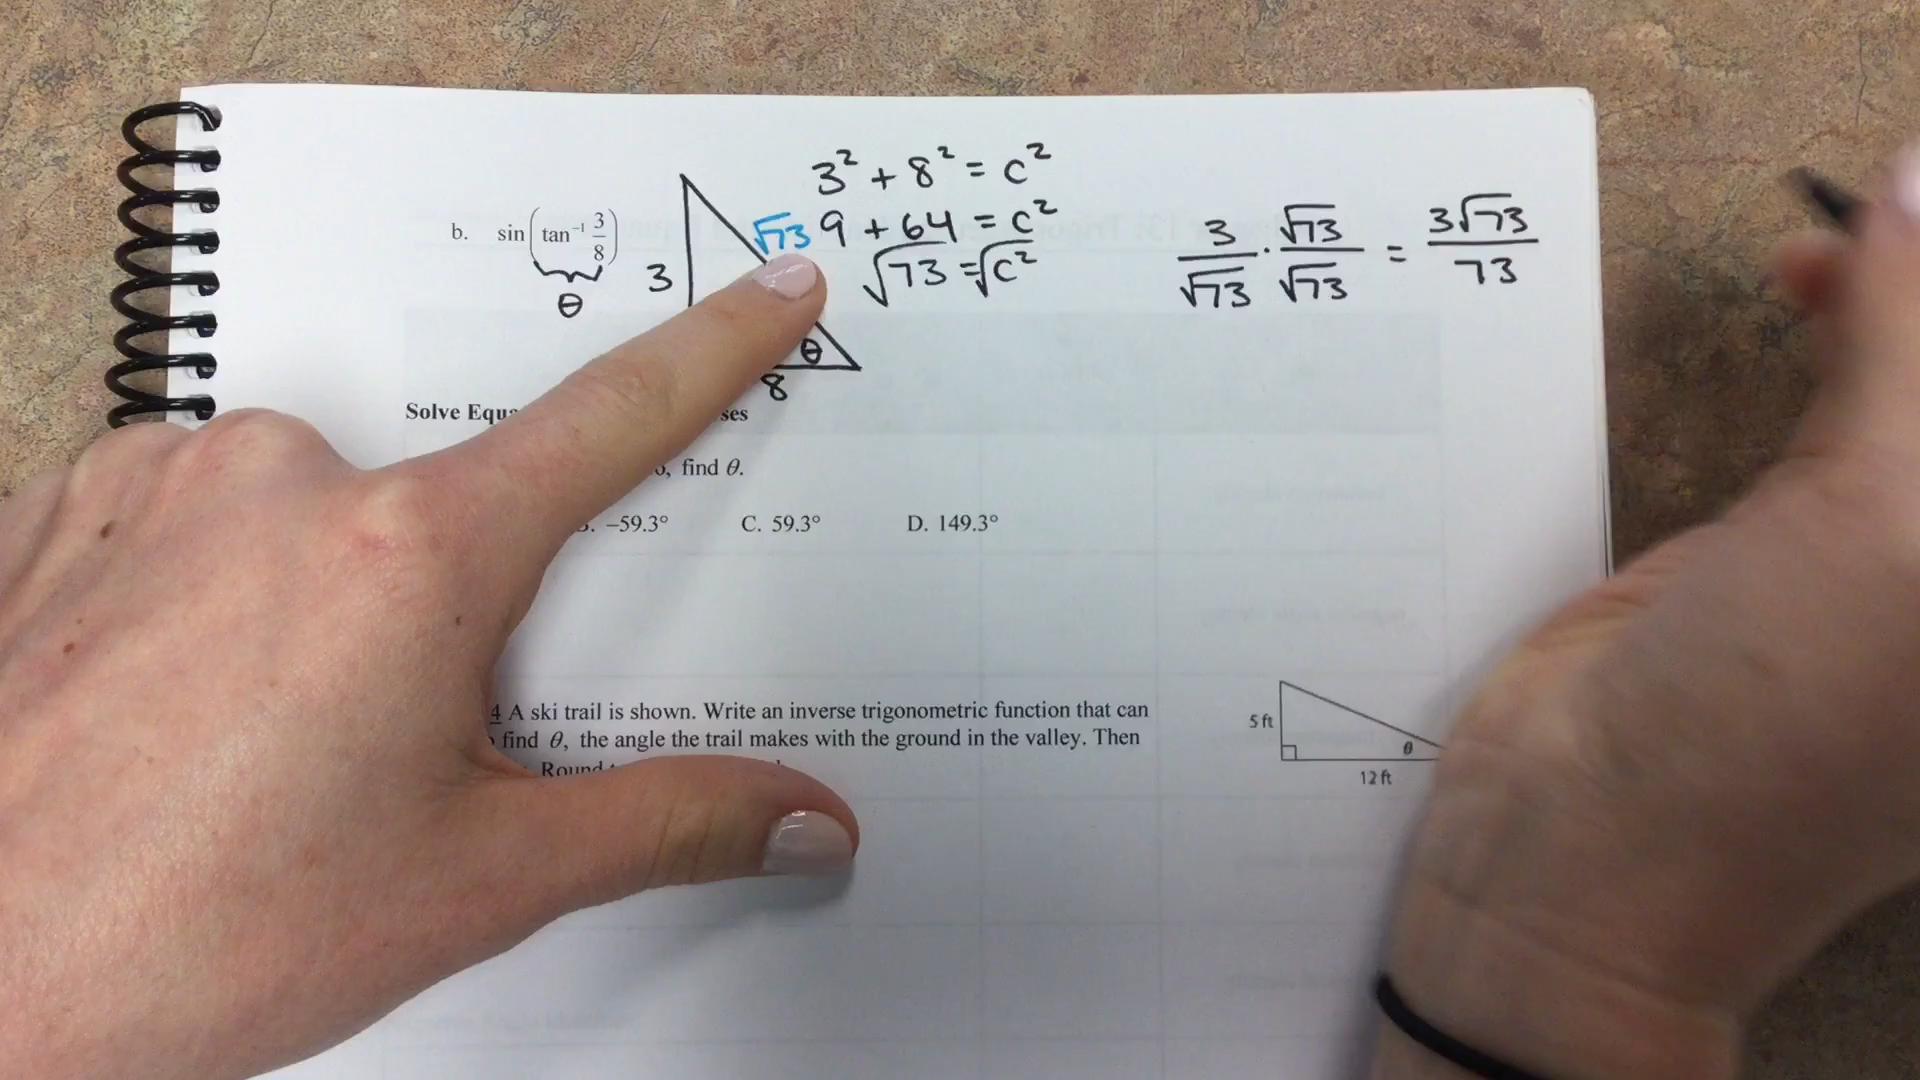 b. sin(tan⁻¹ 3/8)
θ
3
√73
θ
8
3² + 8² = c²
9 + 64 = c²
√73 = √c²
3/√73 · √73/√73 = 3√73/73
Solve
find θ.
–59.3° C. 59.3° D. 149.3°
4 A ski trail is shown. Write an inverse trigonometric function that can
find θ, the angle the trail makes with the ground in the valley. Then
Round
5 ft
θ
12 ft